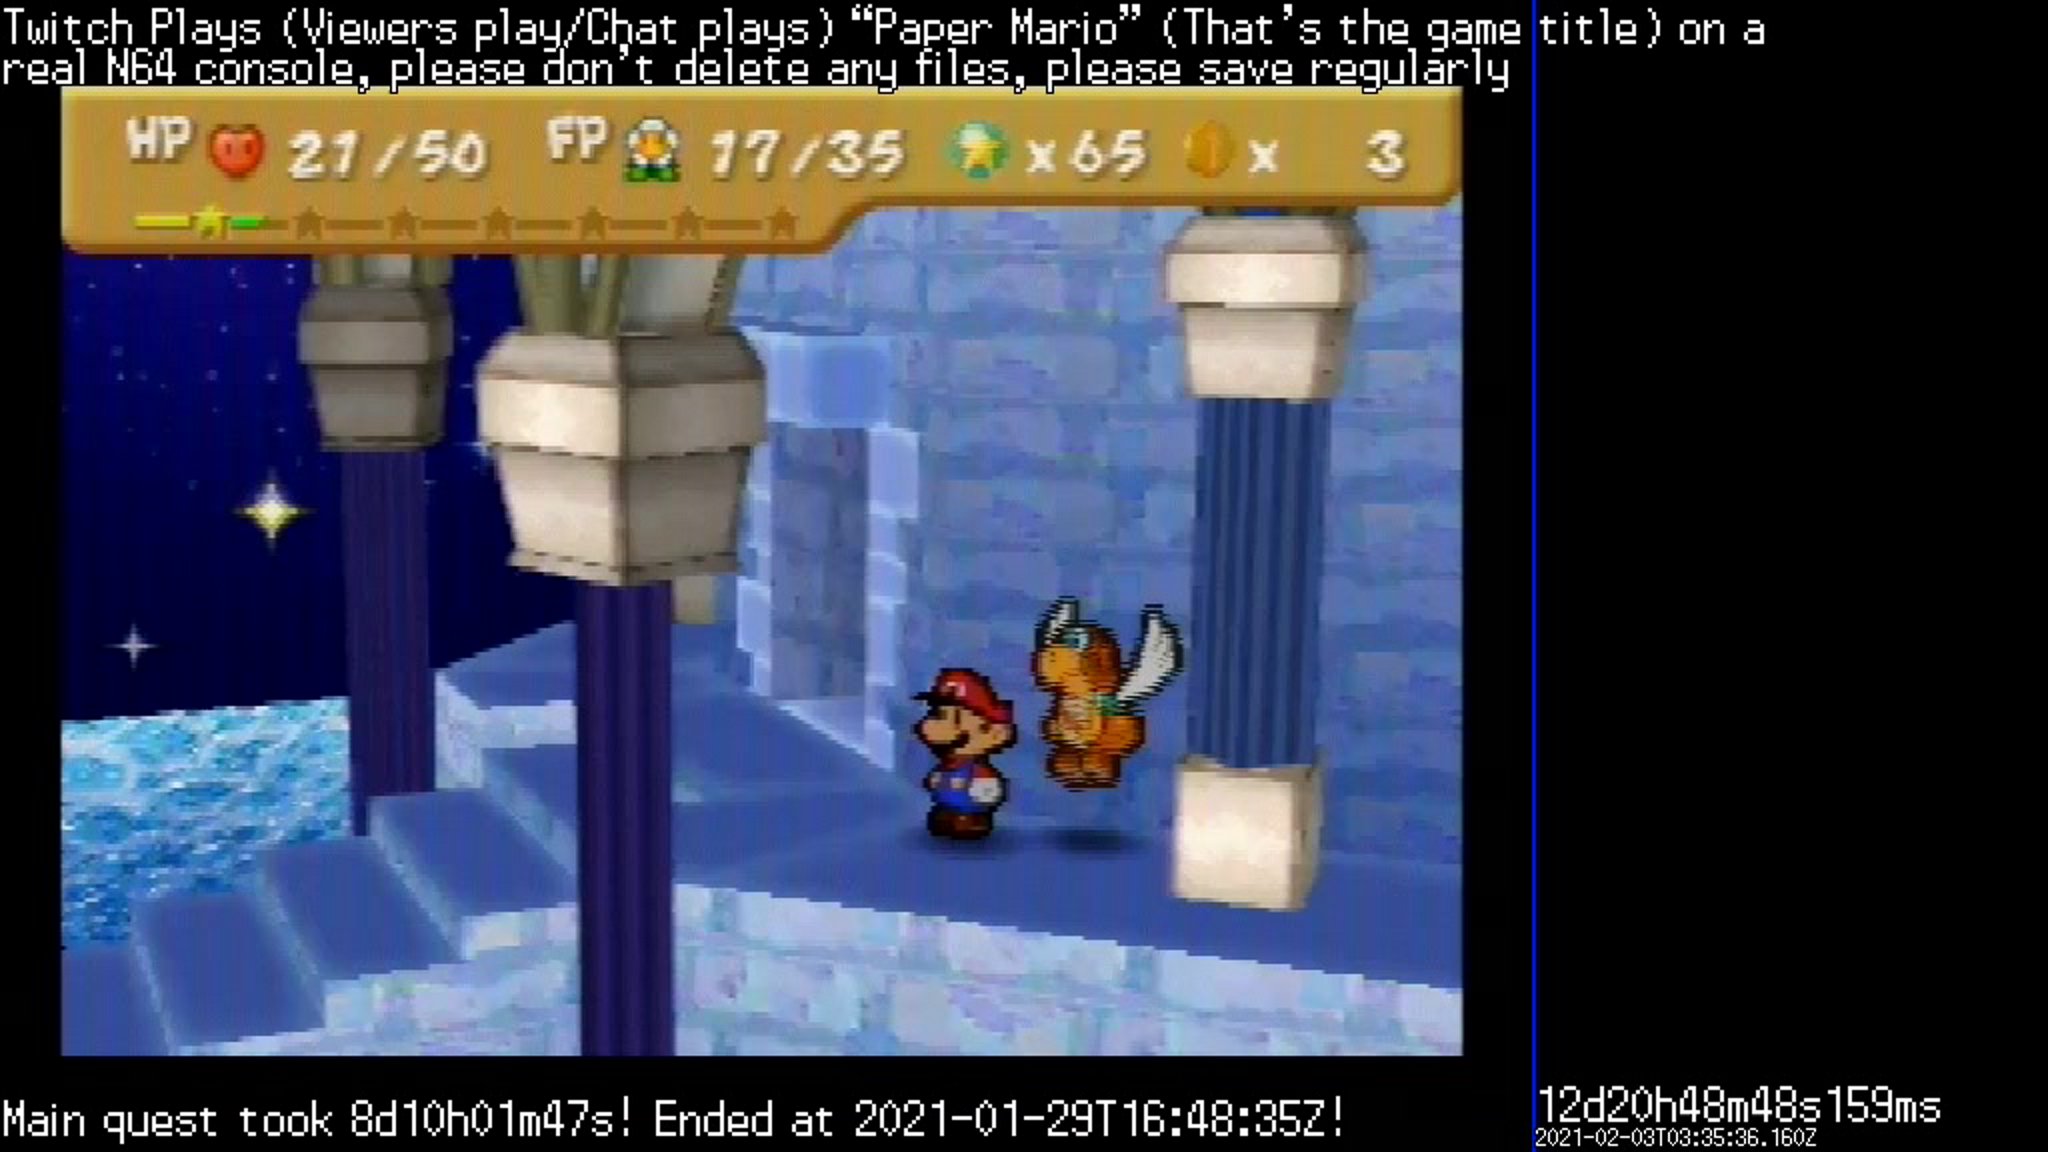 Twitch Plays (Viewers play/Chat plays) “Paper Mario” (That's the game title) on a
real N64 console, please don't delete any files, please save regularly
HP 21/50 FP 17/35 x65 x 3
Main quest took 8d10h01m47s! Ended at 2021-01-29T16:48:35Z!
12d20h48m48s159ms
2021-02-03T03:35:36.160Z